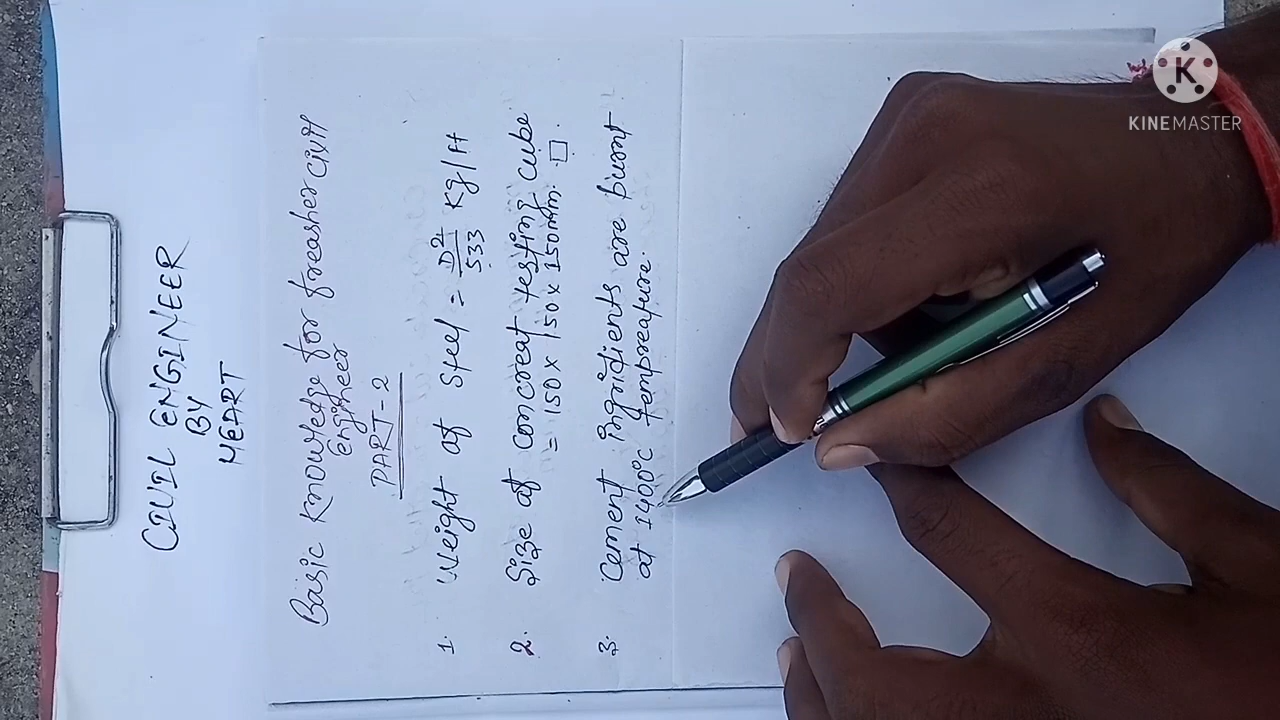 CIVIL ENGINEER
BY
HEART
Basic knowledge for freasher civil
engineer
PART-2
1. Weight of steel = D²/533 kg/ft
2. Size of concreat testing cube
= 150 x 150 x 150mm.
3. Cement ingridients are burnt
at 1400°c tempreature.
KINEMASTER